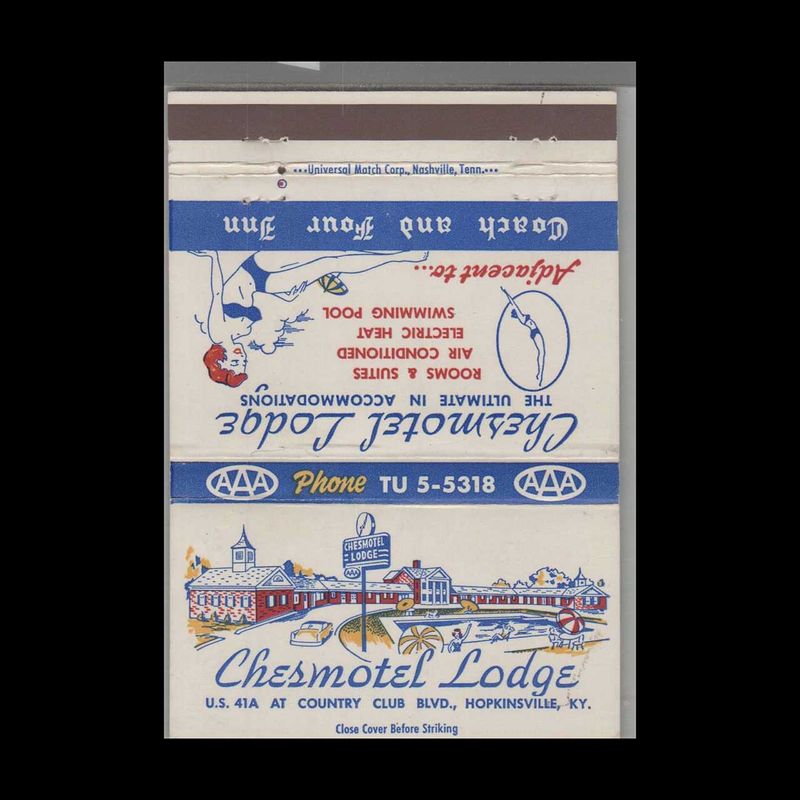 ...Universal Match Corp., Nashville, Tenn....
Coach and Four Inn
Adjacent to...
SWIMMING POOL
ELECTRIC HEAT
AIR CONDITIONED
ROOMS & SUITES
THE ULTIMATE IN ACCOMMODATIONS
Chesmotel Lodge
AAA Phone TU 5-5318 AAA
CHESMOTEL
LODGE
AAA
Chesmotel Lodge
U.S. 41A AT COUNTRY CLUB BLVD., HOPKINSVILLE, KY.
Close Cover Before Striking